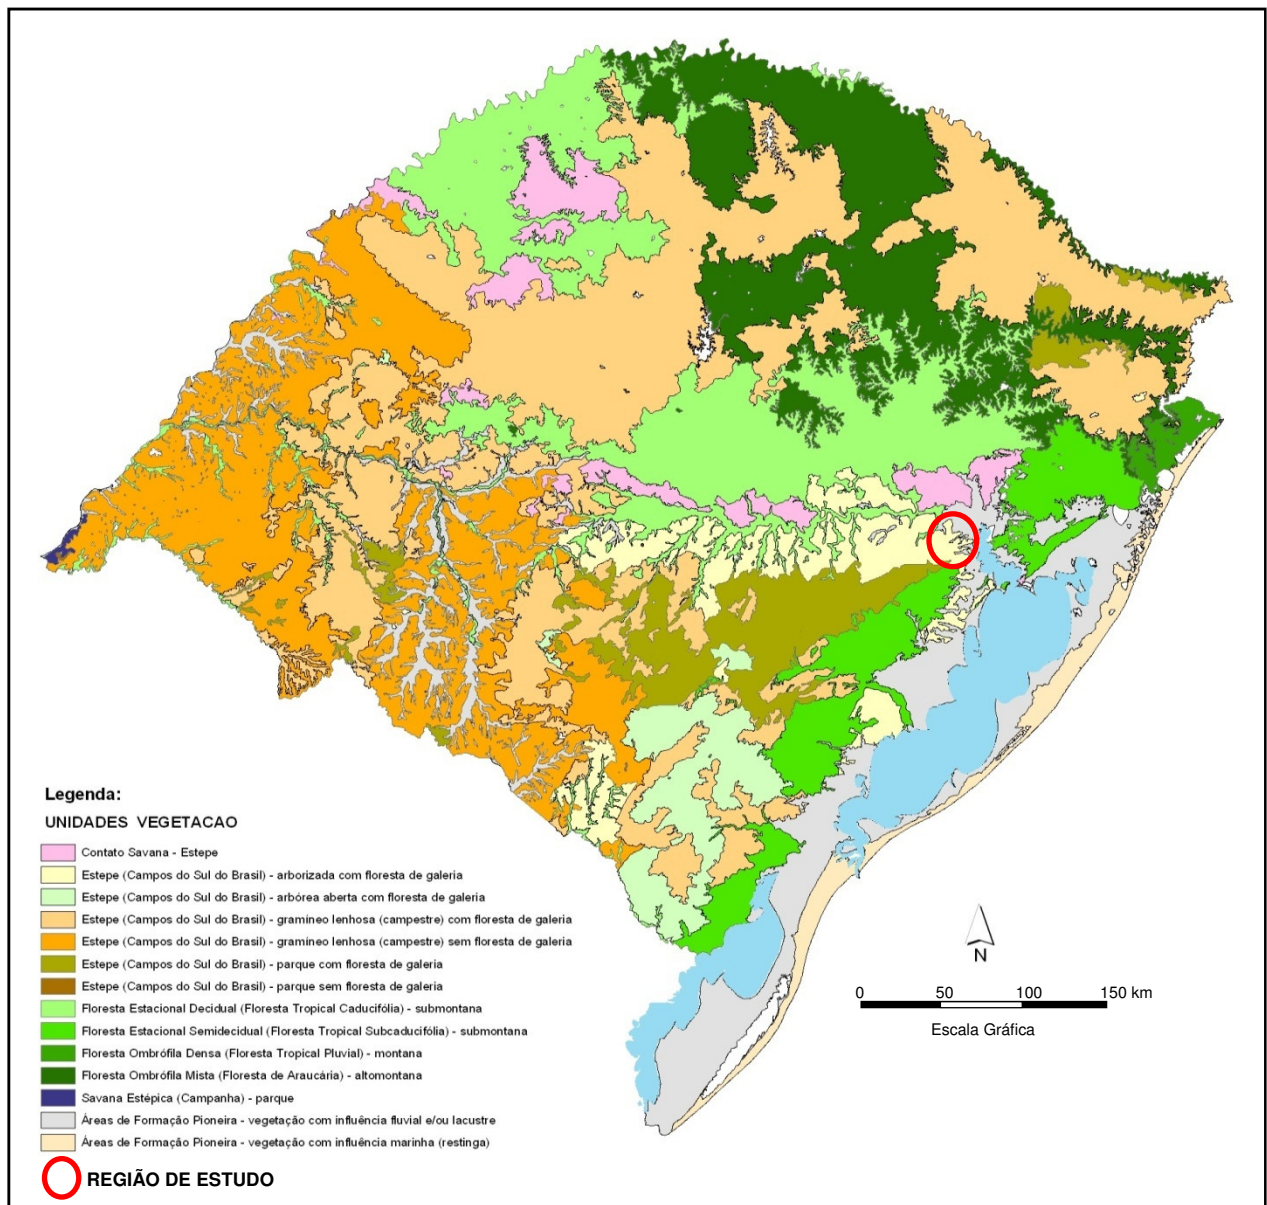 Legenda:
UNIDADES VEGETACAO
Contato Savana - Estepe
Estepe (Campos do Sul do Brasil) - arborizada com floresta de galeria
Estepe (Campos do Sul do Brasil) - arbórea aberta com floresta de galeria
Estepe (Campos do Sul do Brasil) - gramíneo lenhosa (campestre) com floresta de galeria
Estepe (Campos do Sul do Brasil) - gramíneo lenhosa (campestre) sem floresta de galeria
Estepe (Campos do Sul do Brasil) - parque com floresta de galeria
Estepe (Campos do Sul do Brasil) - parque sem floresta de galeria
Floresta Estacional Decidual (Floresta Tropical Caducifólia) - submontana
Floresta Estacional Semidecidual (Floresta Tropical Subcaducifólia) - submontana
Floresta Ombrófila Densa (Floresta Tropical Pluvial) - montana
Floresta Ombrófila Mista (Floresta de Araucária) - altomontana
Savana Estépica (Campanha) - parque
Áreas de Formação Pioneira - vegetação com influência fluvial e/ou lacustre
Áreas de Formação Pioneira - vegetação com influência marinha (restinga)
REGIÃO DE ESTUDO
N
0 50 100 150 km
Escala Gráfica